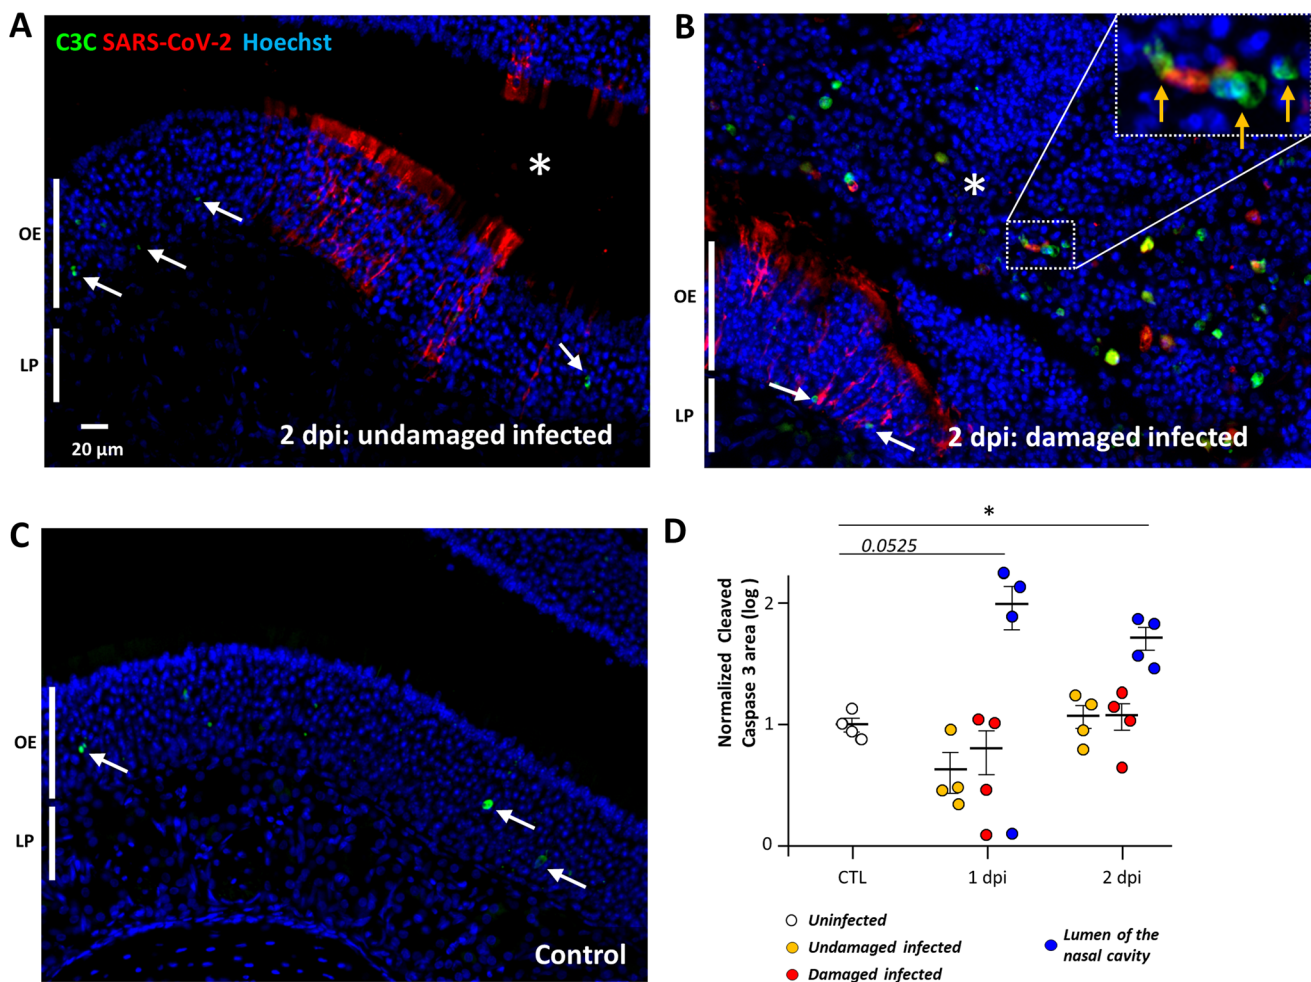 A
C3C SARS-CoV-2 Hoechst
*
OE
LP
20 µm
2 dpi: undamaged infected
B
*
OE
LP
2 dpi: damaged infected
C
OE
LP
Control
D
*
0.0525
Normalized Cleaved
Caspase 3 area (log )
2
1
0
CTL
1 dpi
2 dpi
Uninfected
Undamaged infected
Damaged infected
Lumen of the
nasal cavity